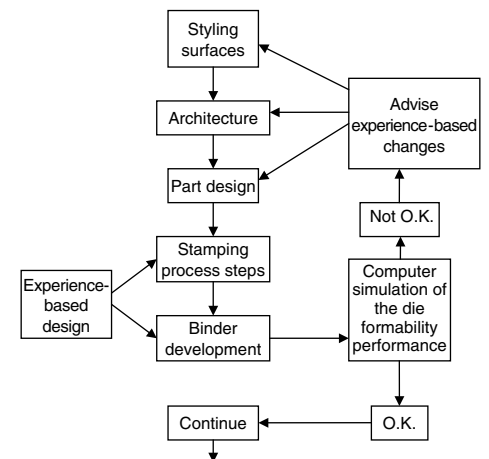 Styling
surfaces
Architecture
Advise
experience-based
changes
Part design
Not O.K.
Stamping
process steps
Experience-
based
design
Computer
simulation of
the die
formability
performance
Binder
development
Continue
O.K.